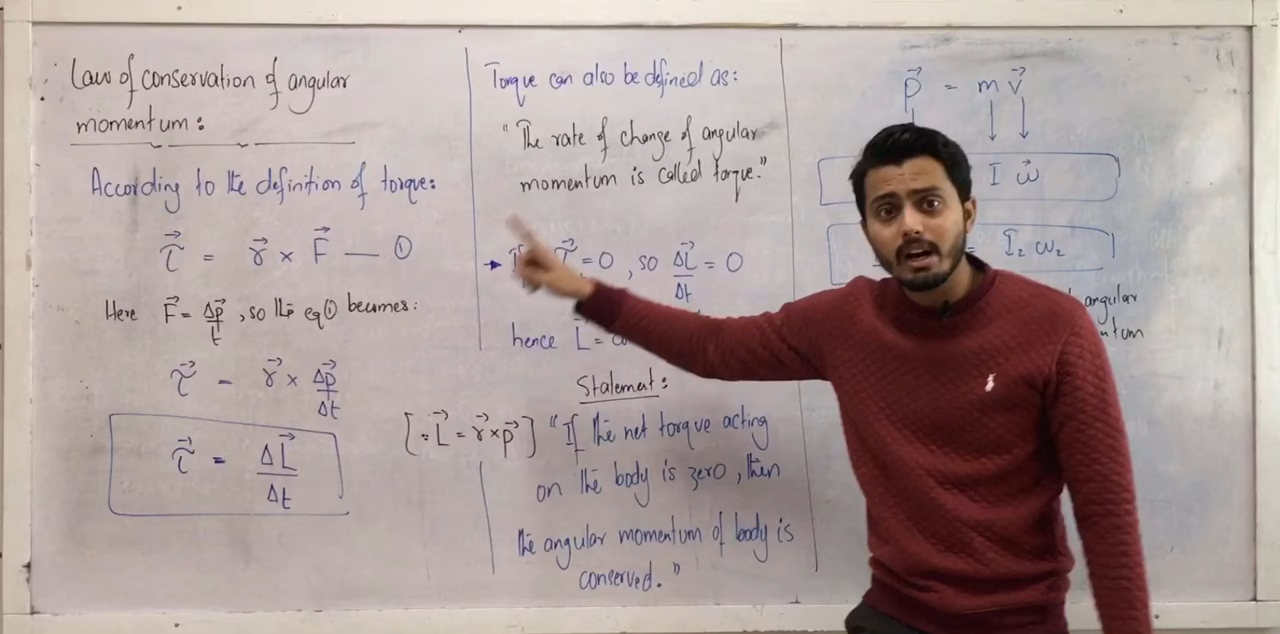 Law of conservation of angular
momentum:
According to the definition of torque:
τ⃗ = r⃗ × F⃗ — ①
Here F⃗ = Δp⃗/t, so the eq① becomes:
τ⃗ = r⃗ × Δp⃗/Δt
τ⃗ = ΔL⃗/Δt
[∵ L⃗ = r⃗ × p⃗]
Torque can also be defined as:
"The rate of change of angular
momentum is called torque."
τ⃗ = 0, so ΔL⃗/Δt = 0
hence L⃗ =
Statement:
"If the net torque acting
on the body is zero, then
the angular momentum of body is
conserved."
p⃗ = m v⃗
I ω⃗
= I₂ ω₂
angular